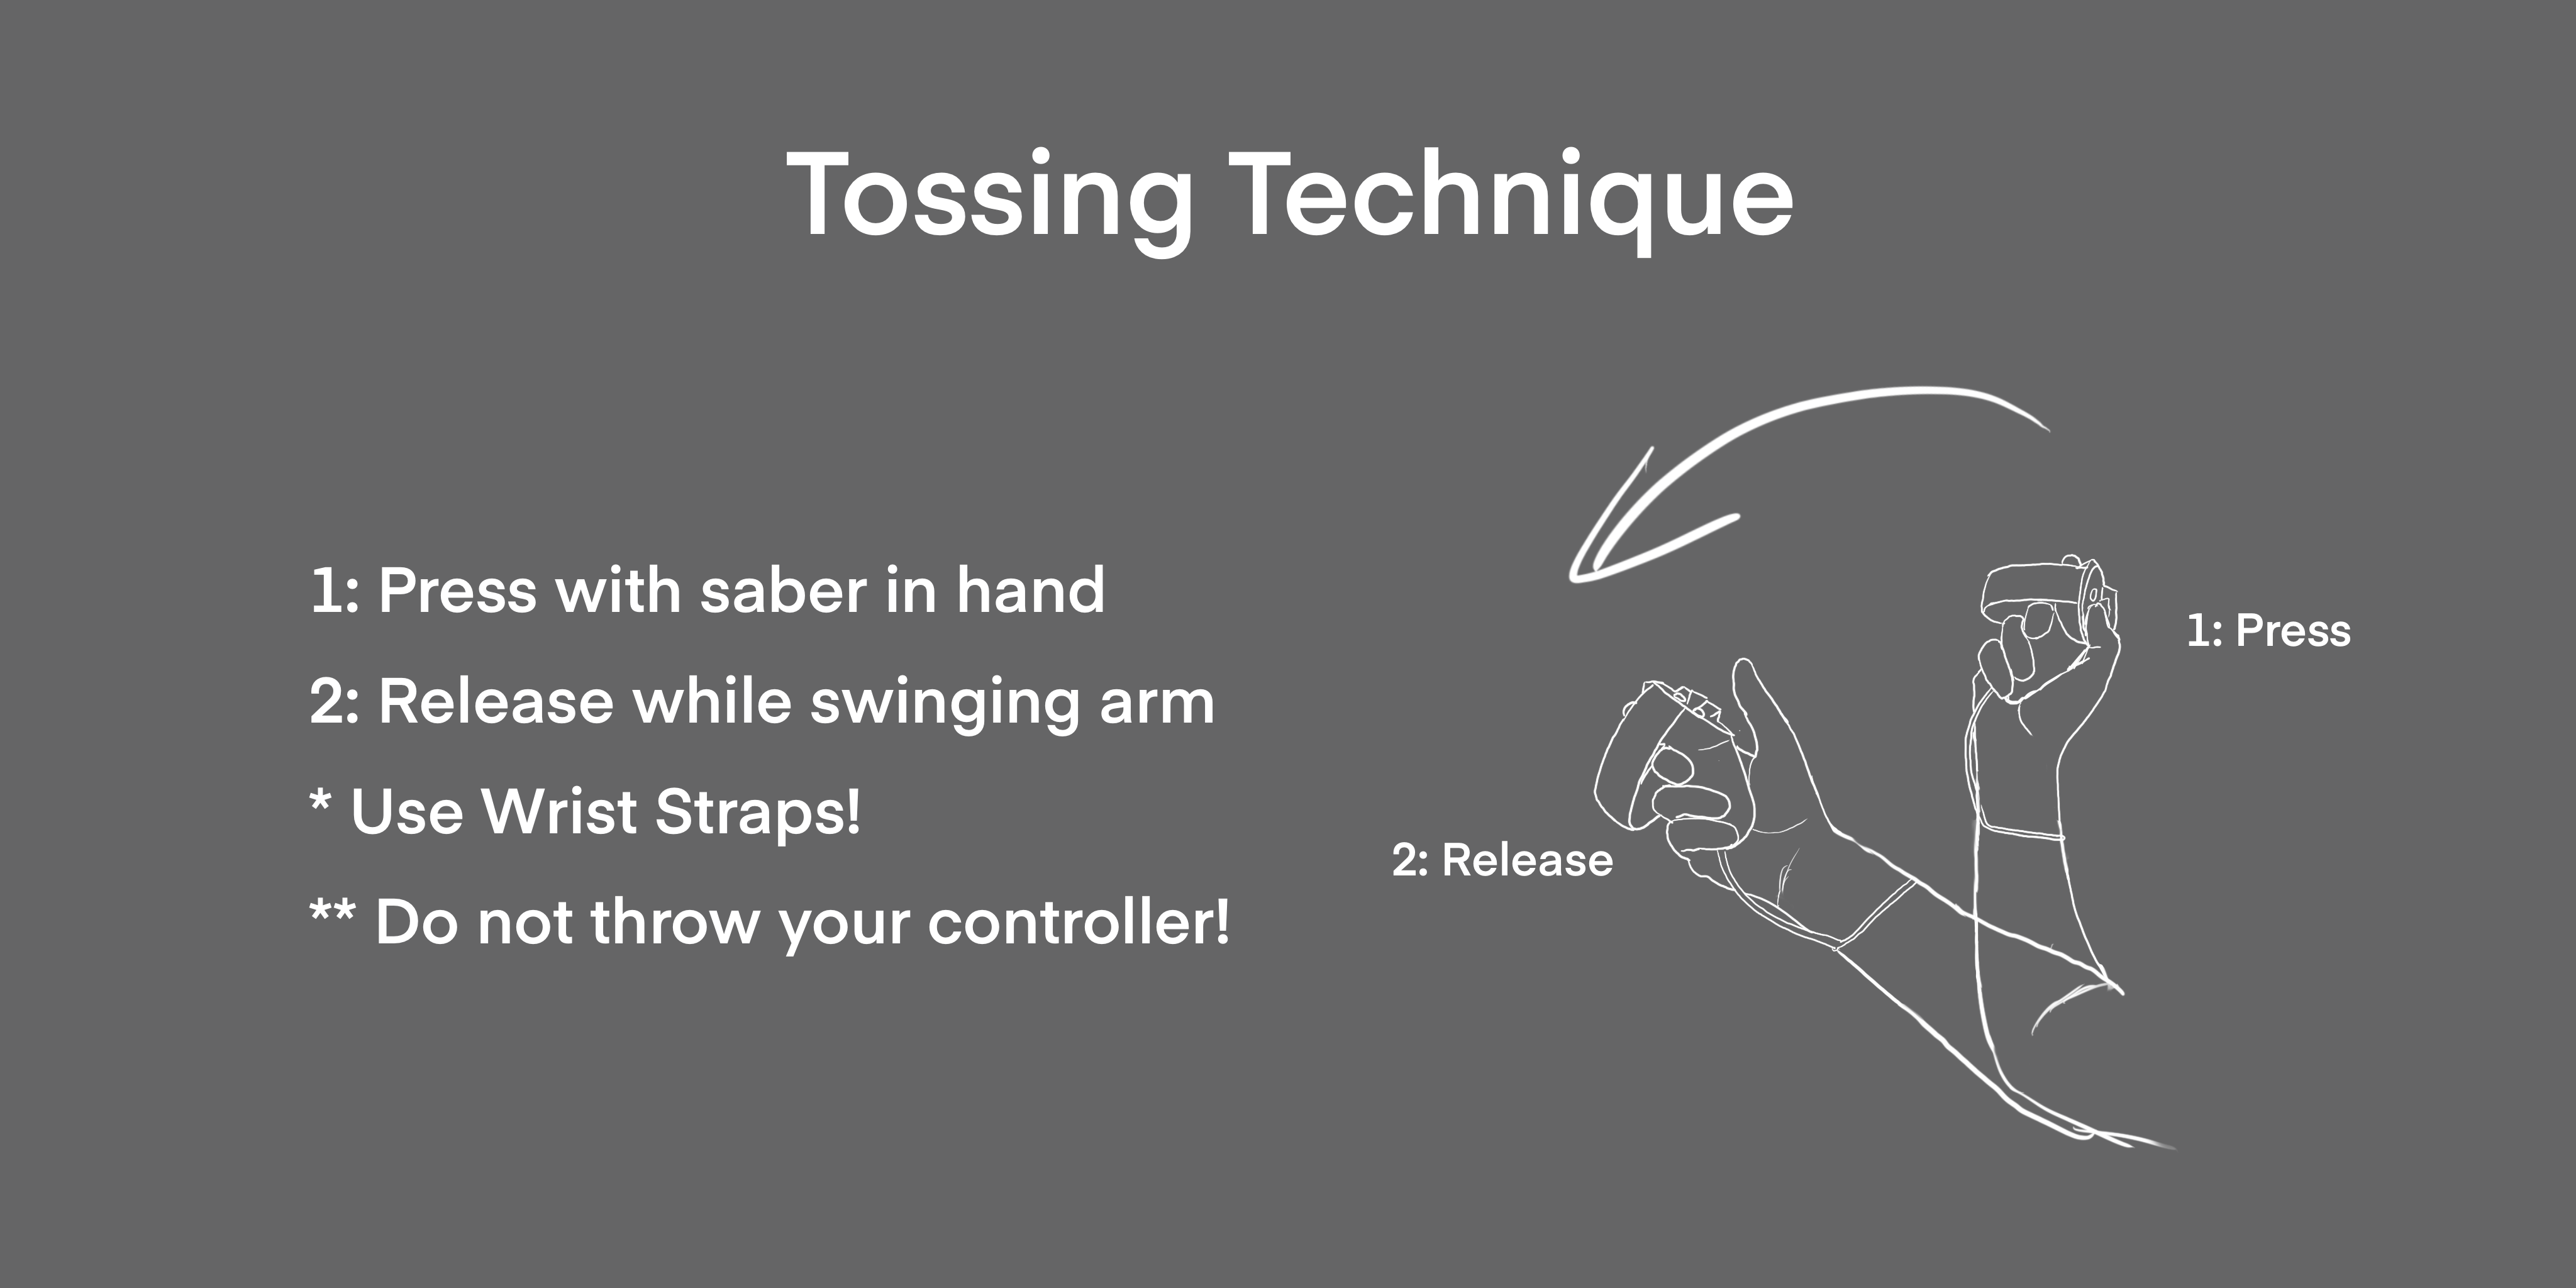 Tossing Technique
1: Press with saber in hand
2: Release while swinging arm
* Use Wrist Straps!
** Do not throw your controller!
1: Press
2: Release